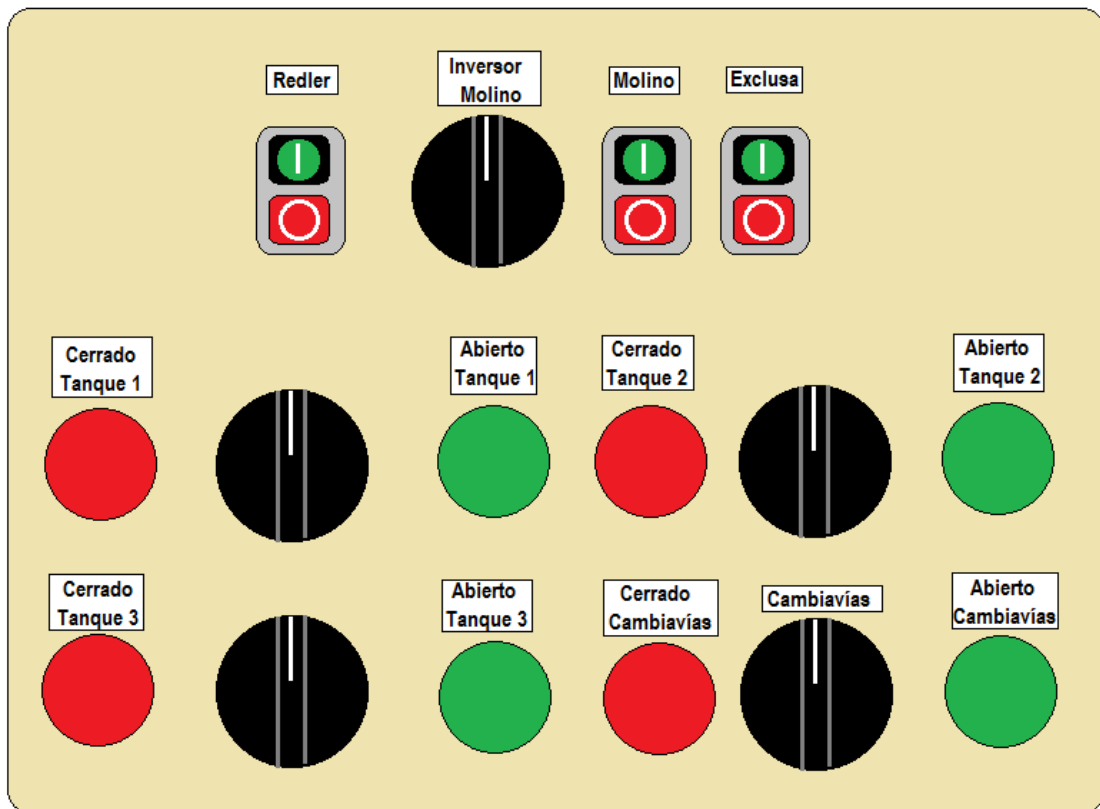 Redler
Inversor
Molino
Molino
Exclusa
Cerrado
Tanque 1
Abierto
Tanque 1
Cerrado
Tanque 2
Abierto
Tanque 2
Cerrado
Tanque 3
Abierto
Tanque 3
Cerrado
Cambiavías
Cambiavías
Abierto
Cambiavías